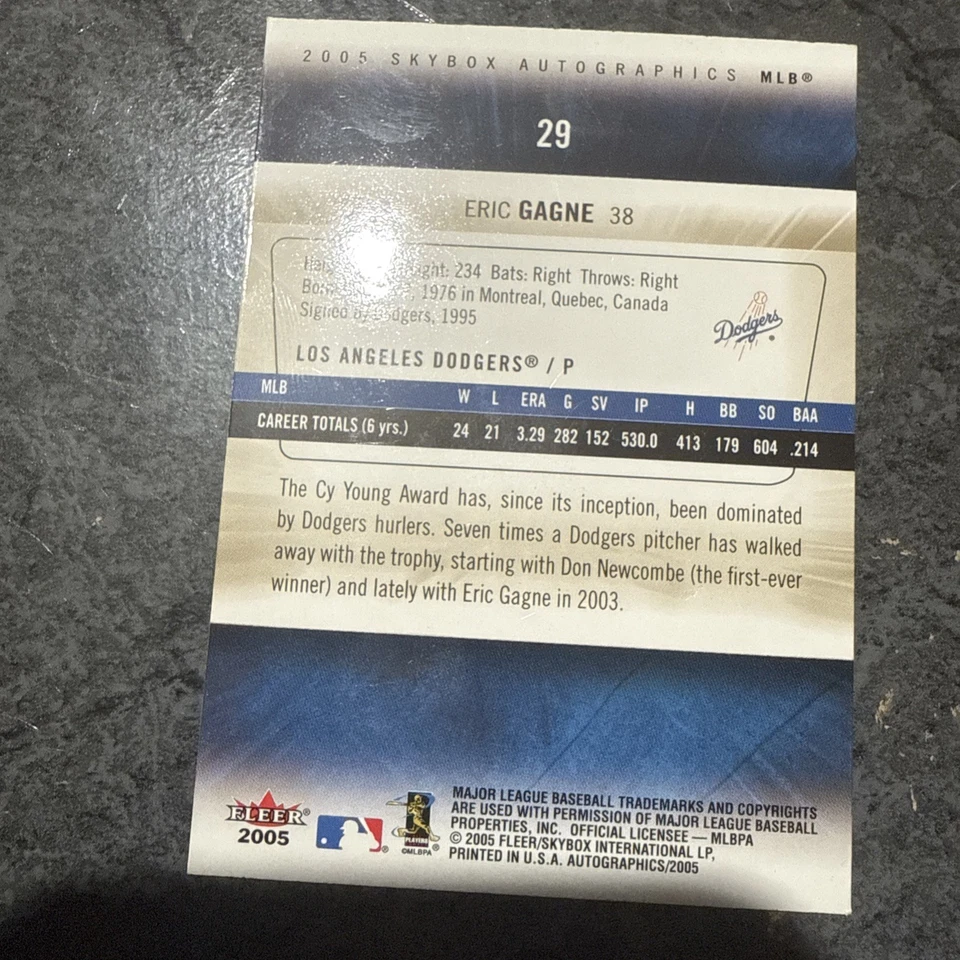 2005 SKYBOX AUTOGRAPHICS MLB®
29
ERIC GAGNE 38
234 Bats: Right Throws: Right
1976 in Montreal, Quebec, Canada
Signed by Dodgers, 1995
Dodgers
LOS ANGELES DODGERS® / P
MLB W L ERA G SV IP H BB SO BAA
CAREER TOTALS (6 yrs.) 24 21 3.29 282 152 530.0 413 179 604 .214
The Cy Young Award has, since its inception, been dominated
by Dodgers hurlers. Seven times a Dodgers pitcher has walked
away with the trophy, starting with Don Newcombe (the first-ever
winner) and lately with Eric Gagne in 2003.
FLEER®
2005
PLAYERS
©MLBPA
MAJOR LEAGUE BASEBALL TRADEMARKS AND COPYRIGHTS
ARE USED WITH PERMISSION OF MAJOR LEAGUE BASEBALL
PROPERTIES, INC. OFFICIAL LICENSEE — MLBPA
© 2005 FLEER/SKYBOX INTERNATIONAL LP,
PRINTED IN U.S.A. AUTOGRAPHICS/2005